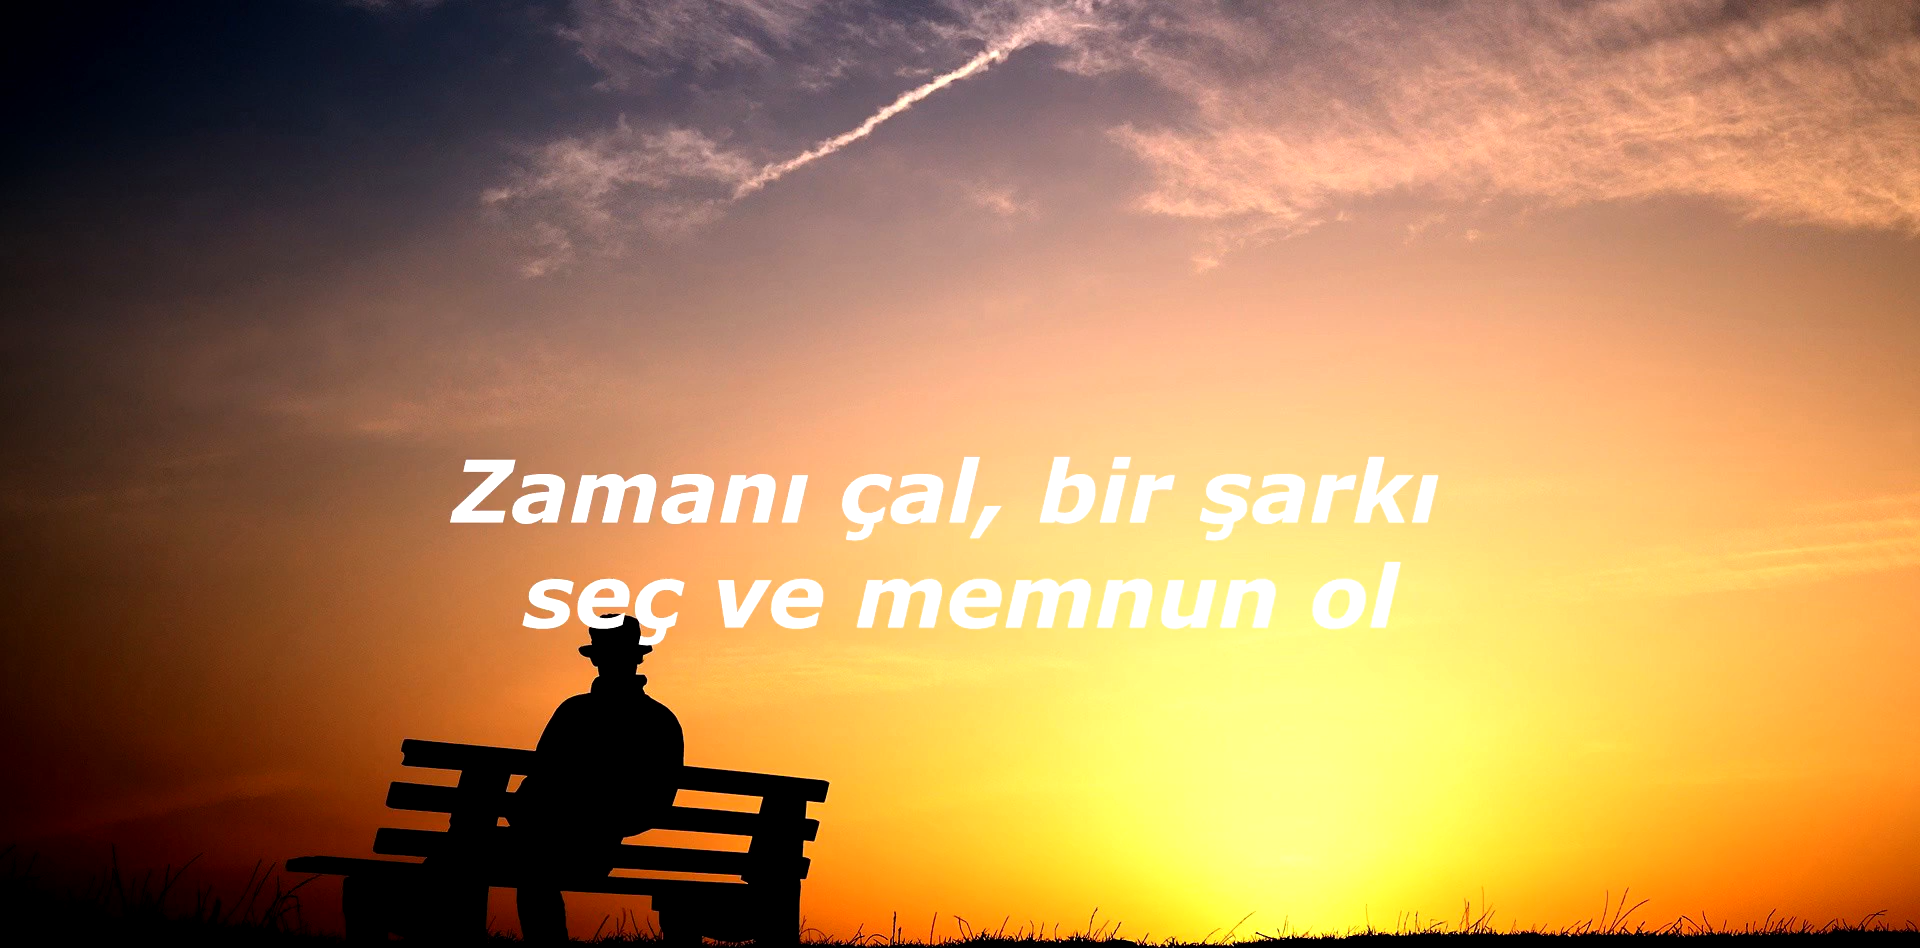 Zamanı çal, bir şarkı
seç ve memnun ol